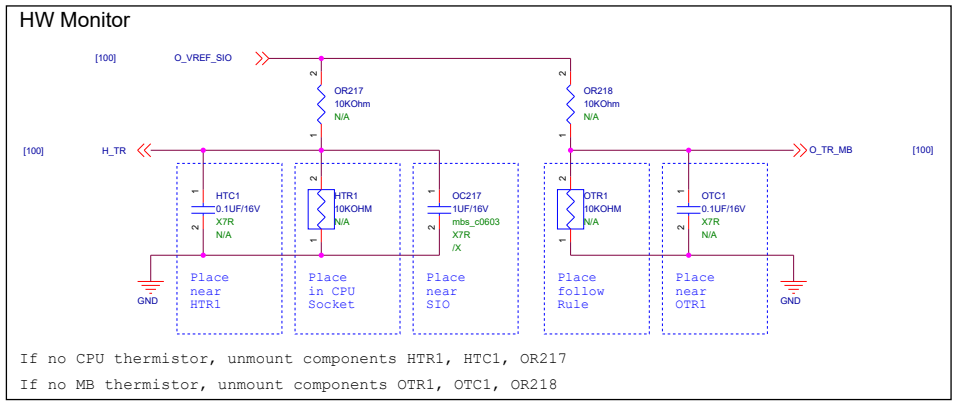 HW Monitor
[100] O_VREF_SIO
2
OR217
10KOhm
N/A
1
2
OR218
10KOhm
N/A
1
[100] H_TR
O_TR_MB [100]
1
HTC1
0.1UF/16V
X7R
N/A
2
2
HTR1
10KOHM
N/A
1
1
OC217
1UF/16V
mbs_c0603
X7R
/X
2
2
OTR1
10KOHM
N/A
1
1
OTC1
0.1UF/16V
X7R
N/A
2
GND
Place
near
HTR1
Place
in CPU
Socket
Place
near
SIO
Place
follow
Rule
Place
near
OTR1
GND
If no CPU thermistor, unmount components HTR1, HTC1, OR217
If no MB thermistor, unmount components OTR1, OTC1, OR218